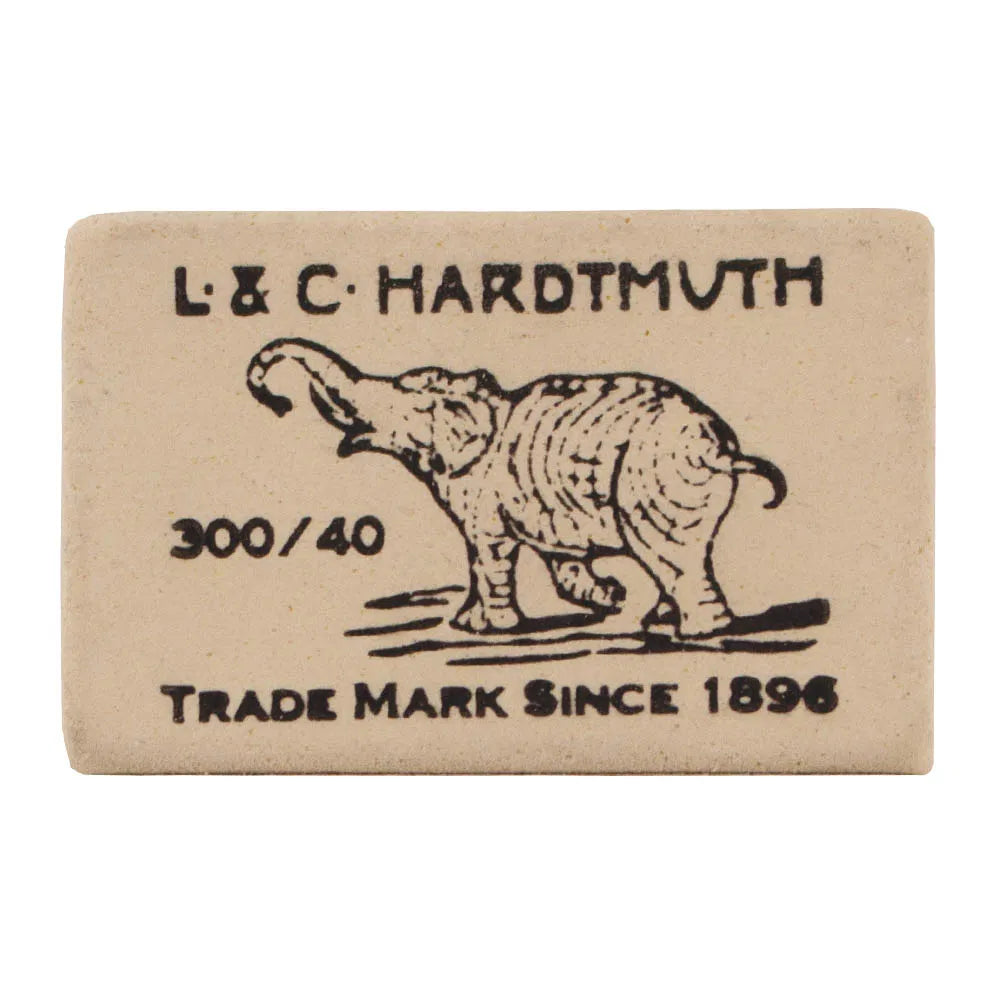 L. & C. HARDTMUTH
300/40
TRADE MARK SINCE 1896